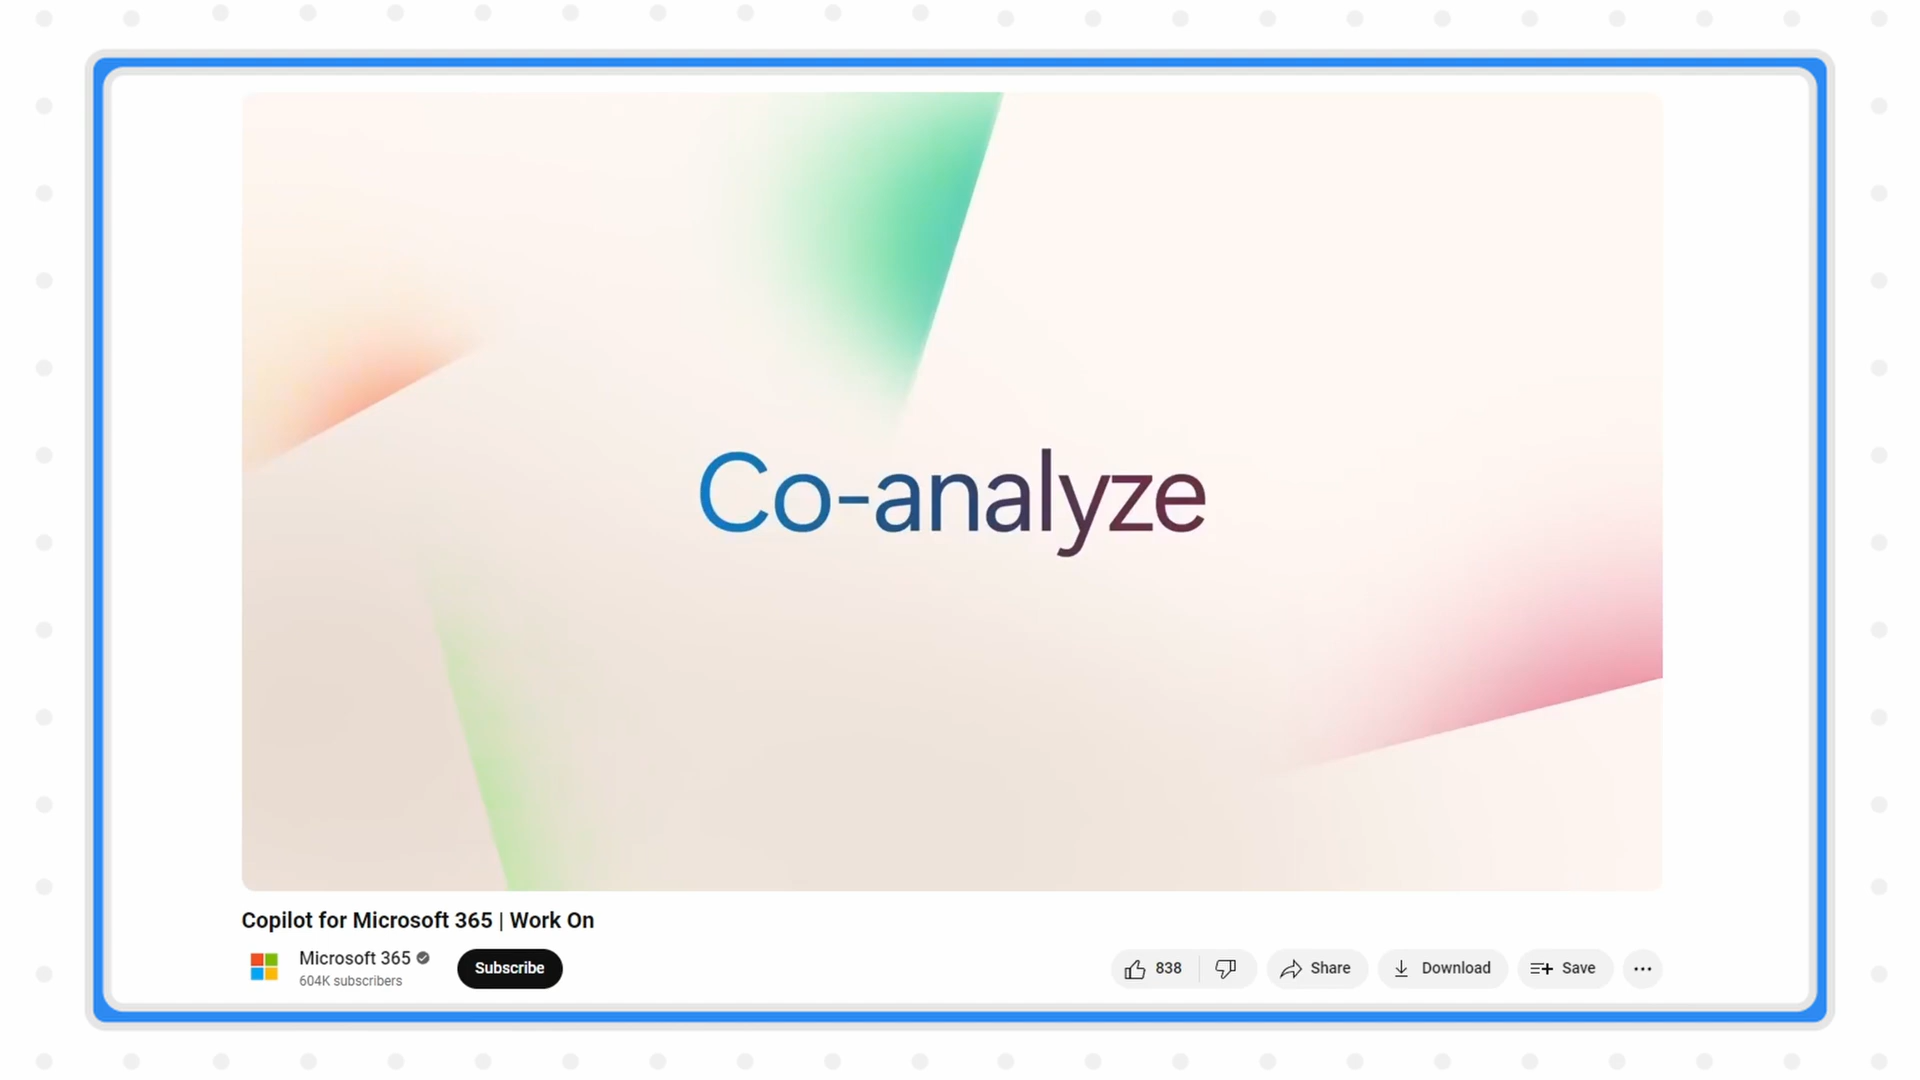 Co-analyze
Copilot for Microsoft 365 | Work On
Microsoft 365
604K subscribers
Subscribe
838
Share
Download
Save